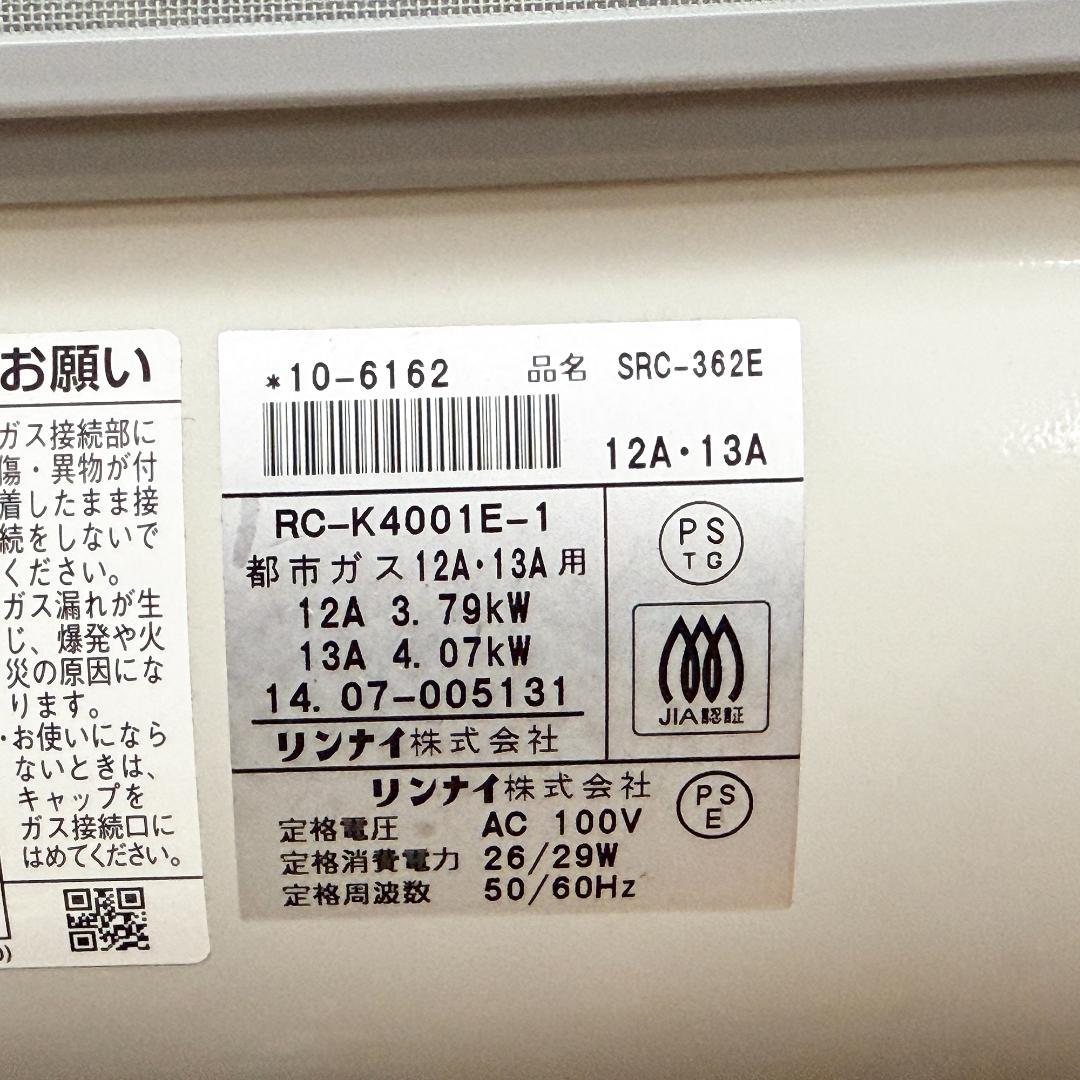 お願い
ガス接続部に
傷・異物が付
着したまま接
続をしないで
ください。
ガス漏れが生
じ、爆発や火
災の原因にな
ります。
・お使いになら
ないときは、
キャップを
ガス接続口に
はめてください。
*10-6162 品名 SRC-362E
12A・13A
RC-K4001E-1
都市ガス12A・13A用
12A 3.79kW
13A 4.07kW
14.07-005131
リンナイ株式会社
PS
TG
JIA認証
リンナイ株式会社
PS
E
定格電圧 AC 100V
定格消費電力 26/29W
定格周波数 50/60Hz